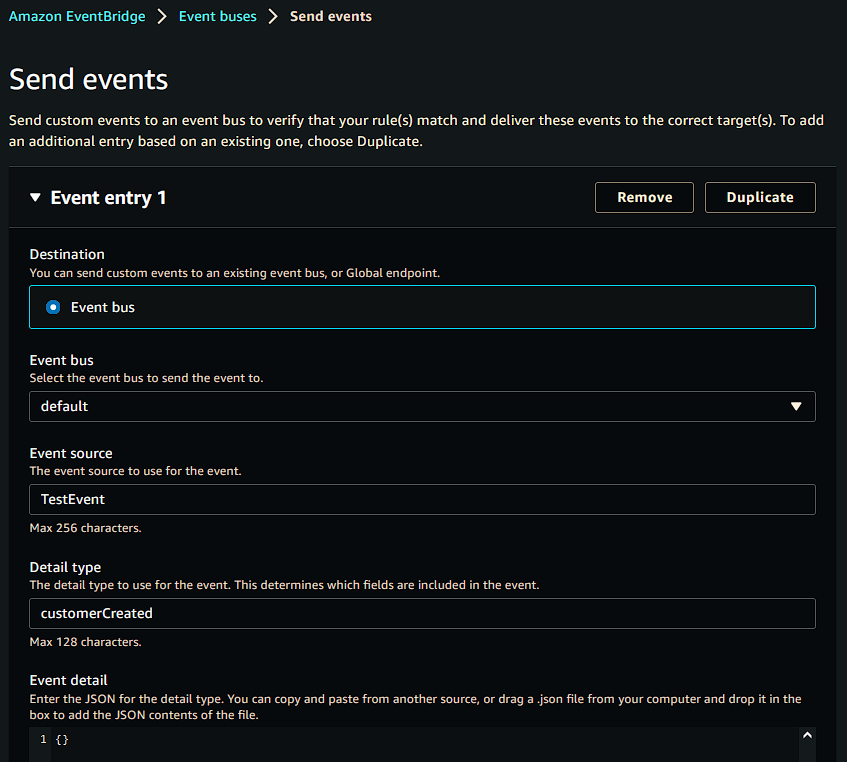 Amazon EventBridge > Event buses > Send events
Send events
Send custom events to an event bus to verify that your rule(s) match and deliver these events to the correct target(s). To add
an additional entry based on an existing one, choose Duplicate.
Event entry 1
Remove
Duplicate
Destination
You can send custom events to an existing event bus, or Global endpoint.
Event bus
Event bus
Select the event bus to send the event to.
default
Event source
The event source to use for the event.
TestEvent
Max 256 characters.
Detail type
The detail type to use for the event. This determines which fields are included in the event.
customerCreated
Max 128 characters.
Event detail
Enter the JSON for the detail type. You can copy and paste from another source, or drag a .json file from your computer and drop it in the
box to add the JSON contents of the file.
1 {}